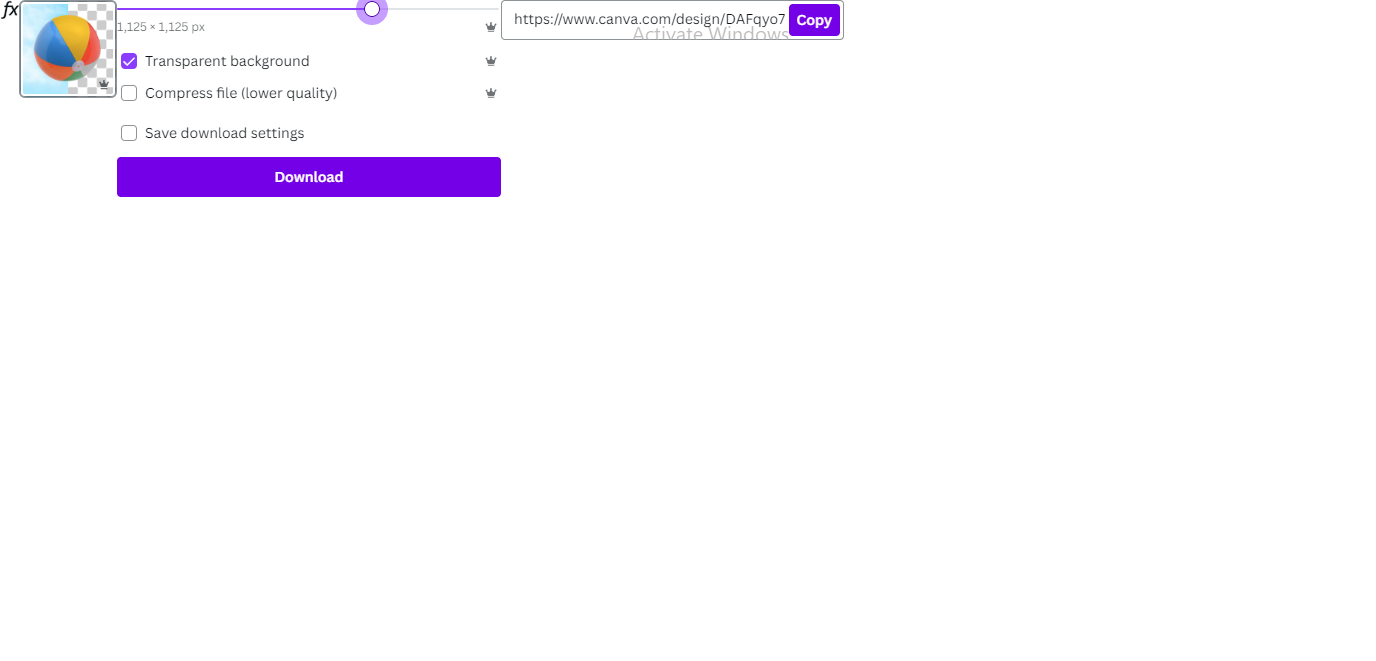 fx
1,125 × 1,125 px
https://www.canva.com/design/DAFqyo7
Copy
Activate Windows
Transparent background
Compress file (lower quality)
Save download settings
Download